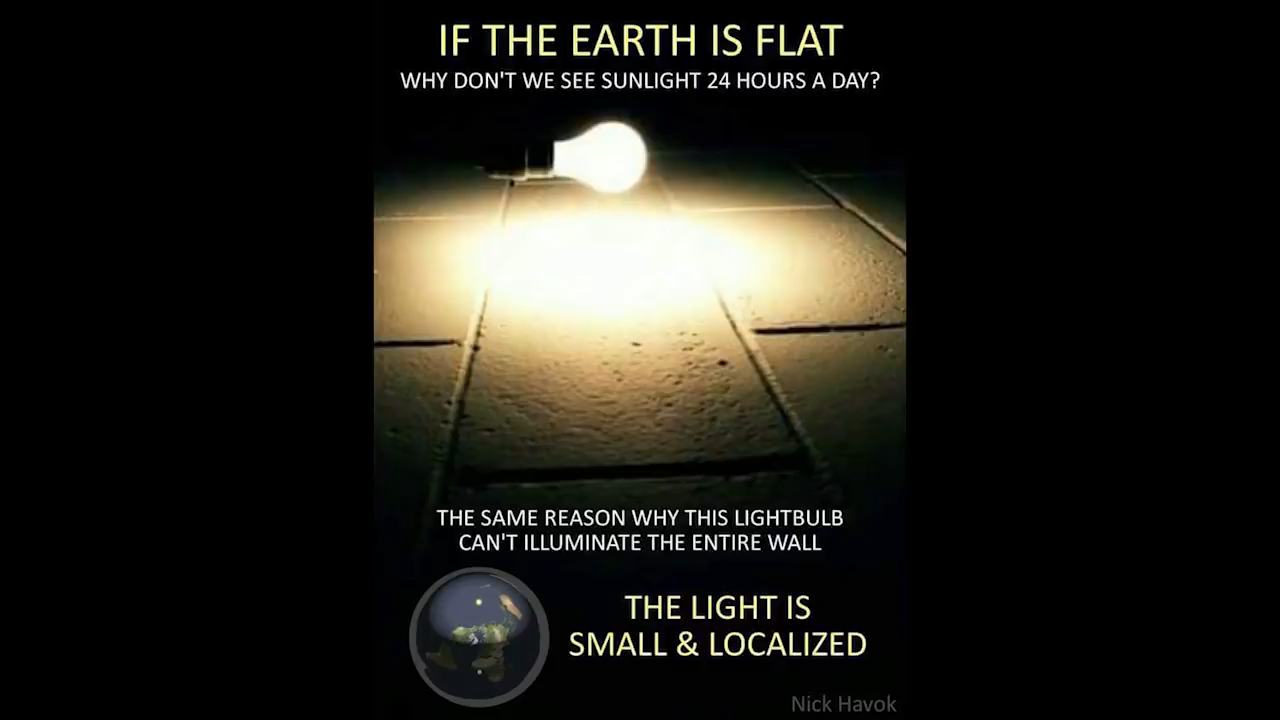 IF THE EARTH IS FLAT
WHY DON'T WE SEE SUNLIGHT 24 HOURS A DAY?
THE SAME REASON WHY THIS LIGHTBULB
CAN'T ILLUMINATE THE ENTIRE WALL
THE LIGHT IS
SMALL & LOCALIZED
Nick Havok